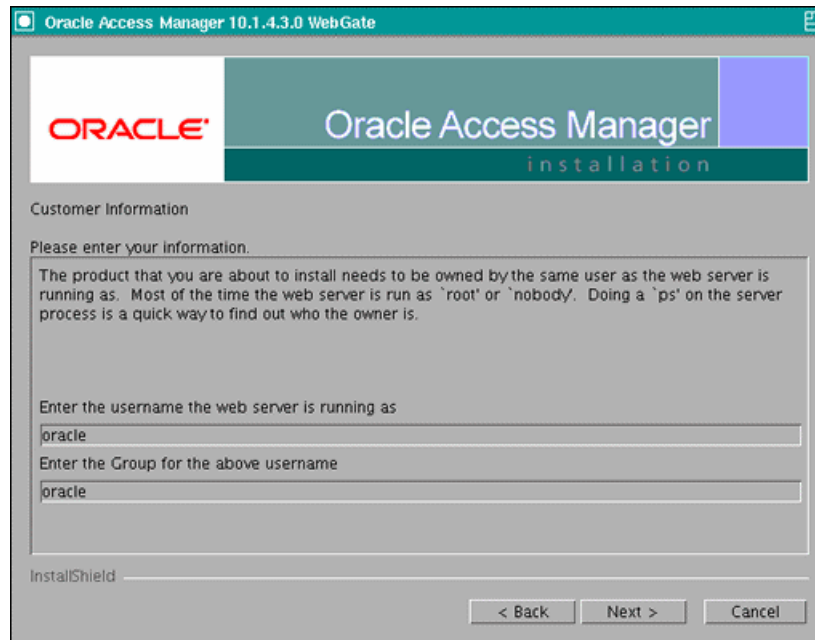 Oracle Access Manager 10.1.4.3.0 WebGate
ORACLE®
Oracle Access Manager
installation
Customer Information
Please enter your information.
The product that you are about to install needs to be owned by the same user as the web server is
running as.  Most of the time the web server is run as `root' or `nobody'.  Doing a `ps' on the server
process is a quick way to find out who the owner is.
Enter the username the web server is running as
oracle
Enter the Group for the above username
oracle
InstallShield
< Back
Next >
Cancel